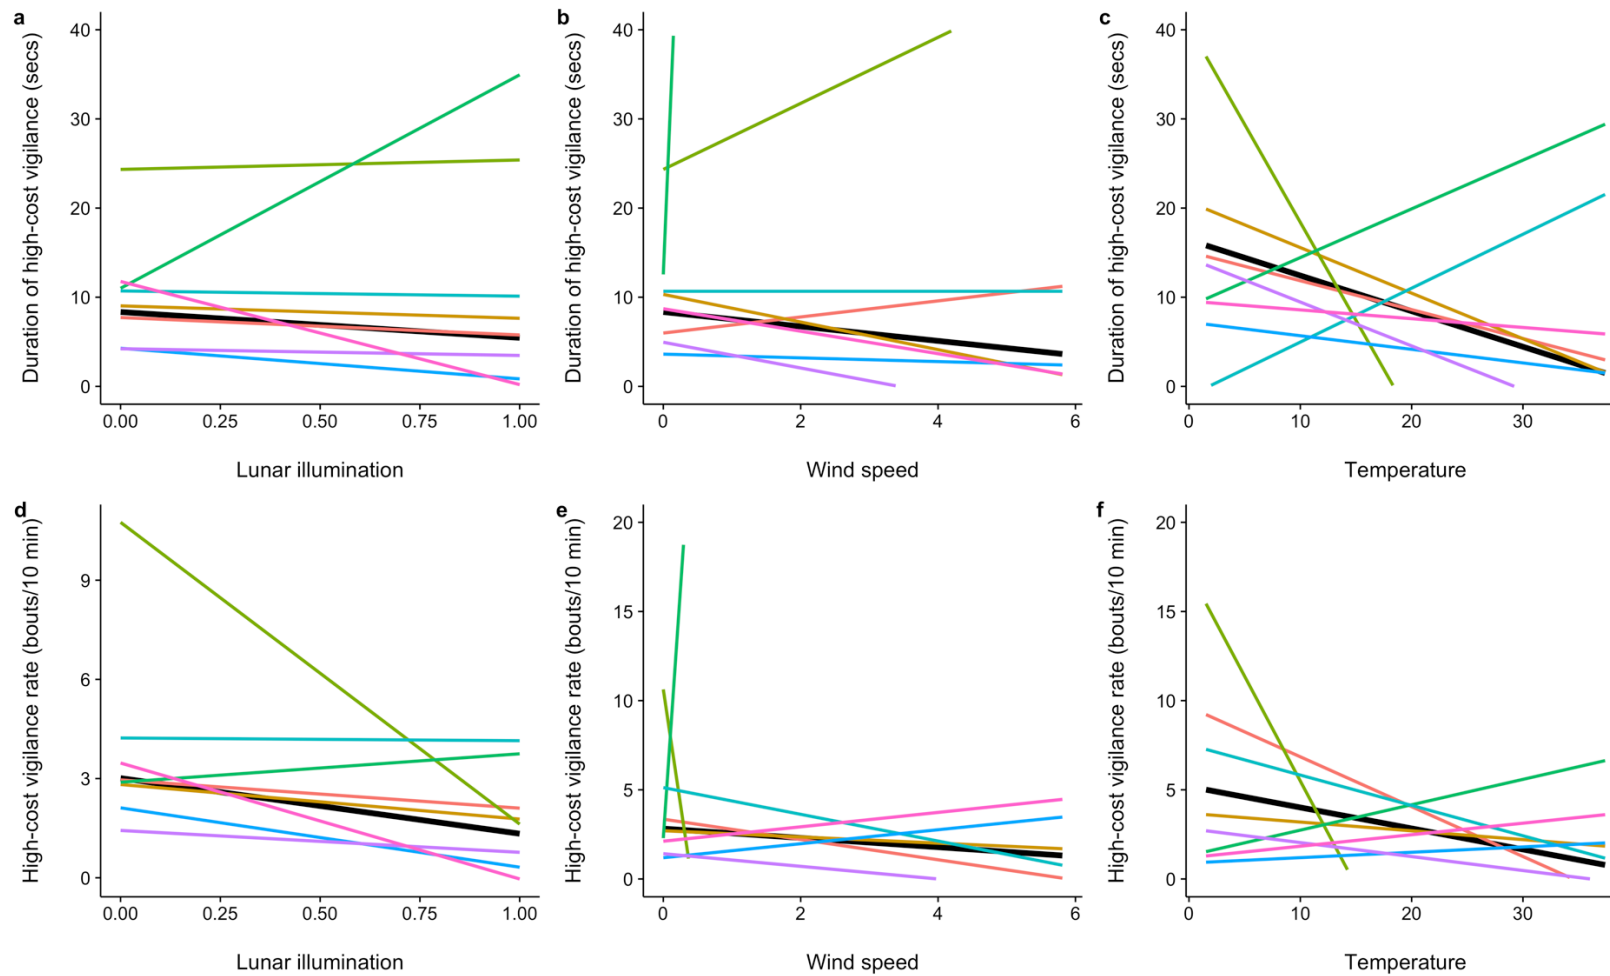 a
Duration of high-cost vigilance (secs)
40
30
20
10
0
0.00 0.25 0.50 0.75 1.00
Lunar illumination
b
Duration of high-cost vigilance (secs)
40
30
20
10
0
0 2 4 6
Wind speed
c
Duration of high-cost vigilance (secs)
40
30
20
10
0
0 10 20 30
Temperature
d
High-cost vigilance rate (bouts/10 min)
9
6
3
0
0.00 0.25 0.50 0.75 1.00
Lunar illumination
e
High-cost vigilance rate (bouts/10 min)
20
15
10
5
0
0 2 4 6
Wind speed
f
High-cost vigilance rate (bouts/10 min)
20
15
10
5
0
0 10 20 30
Temperature